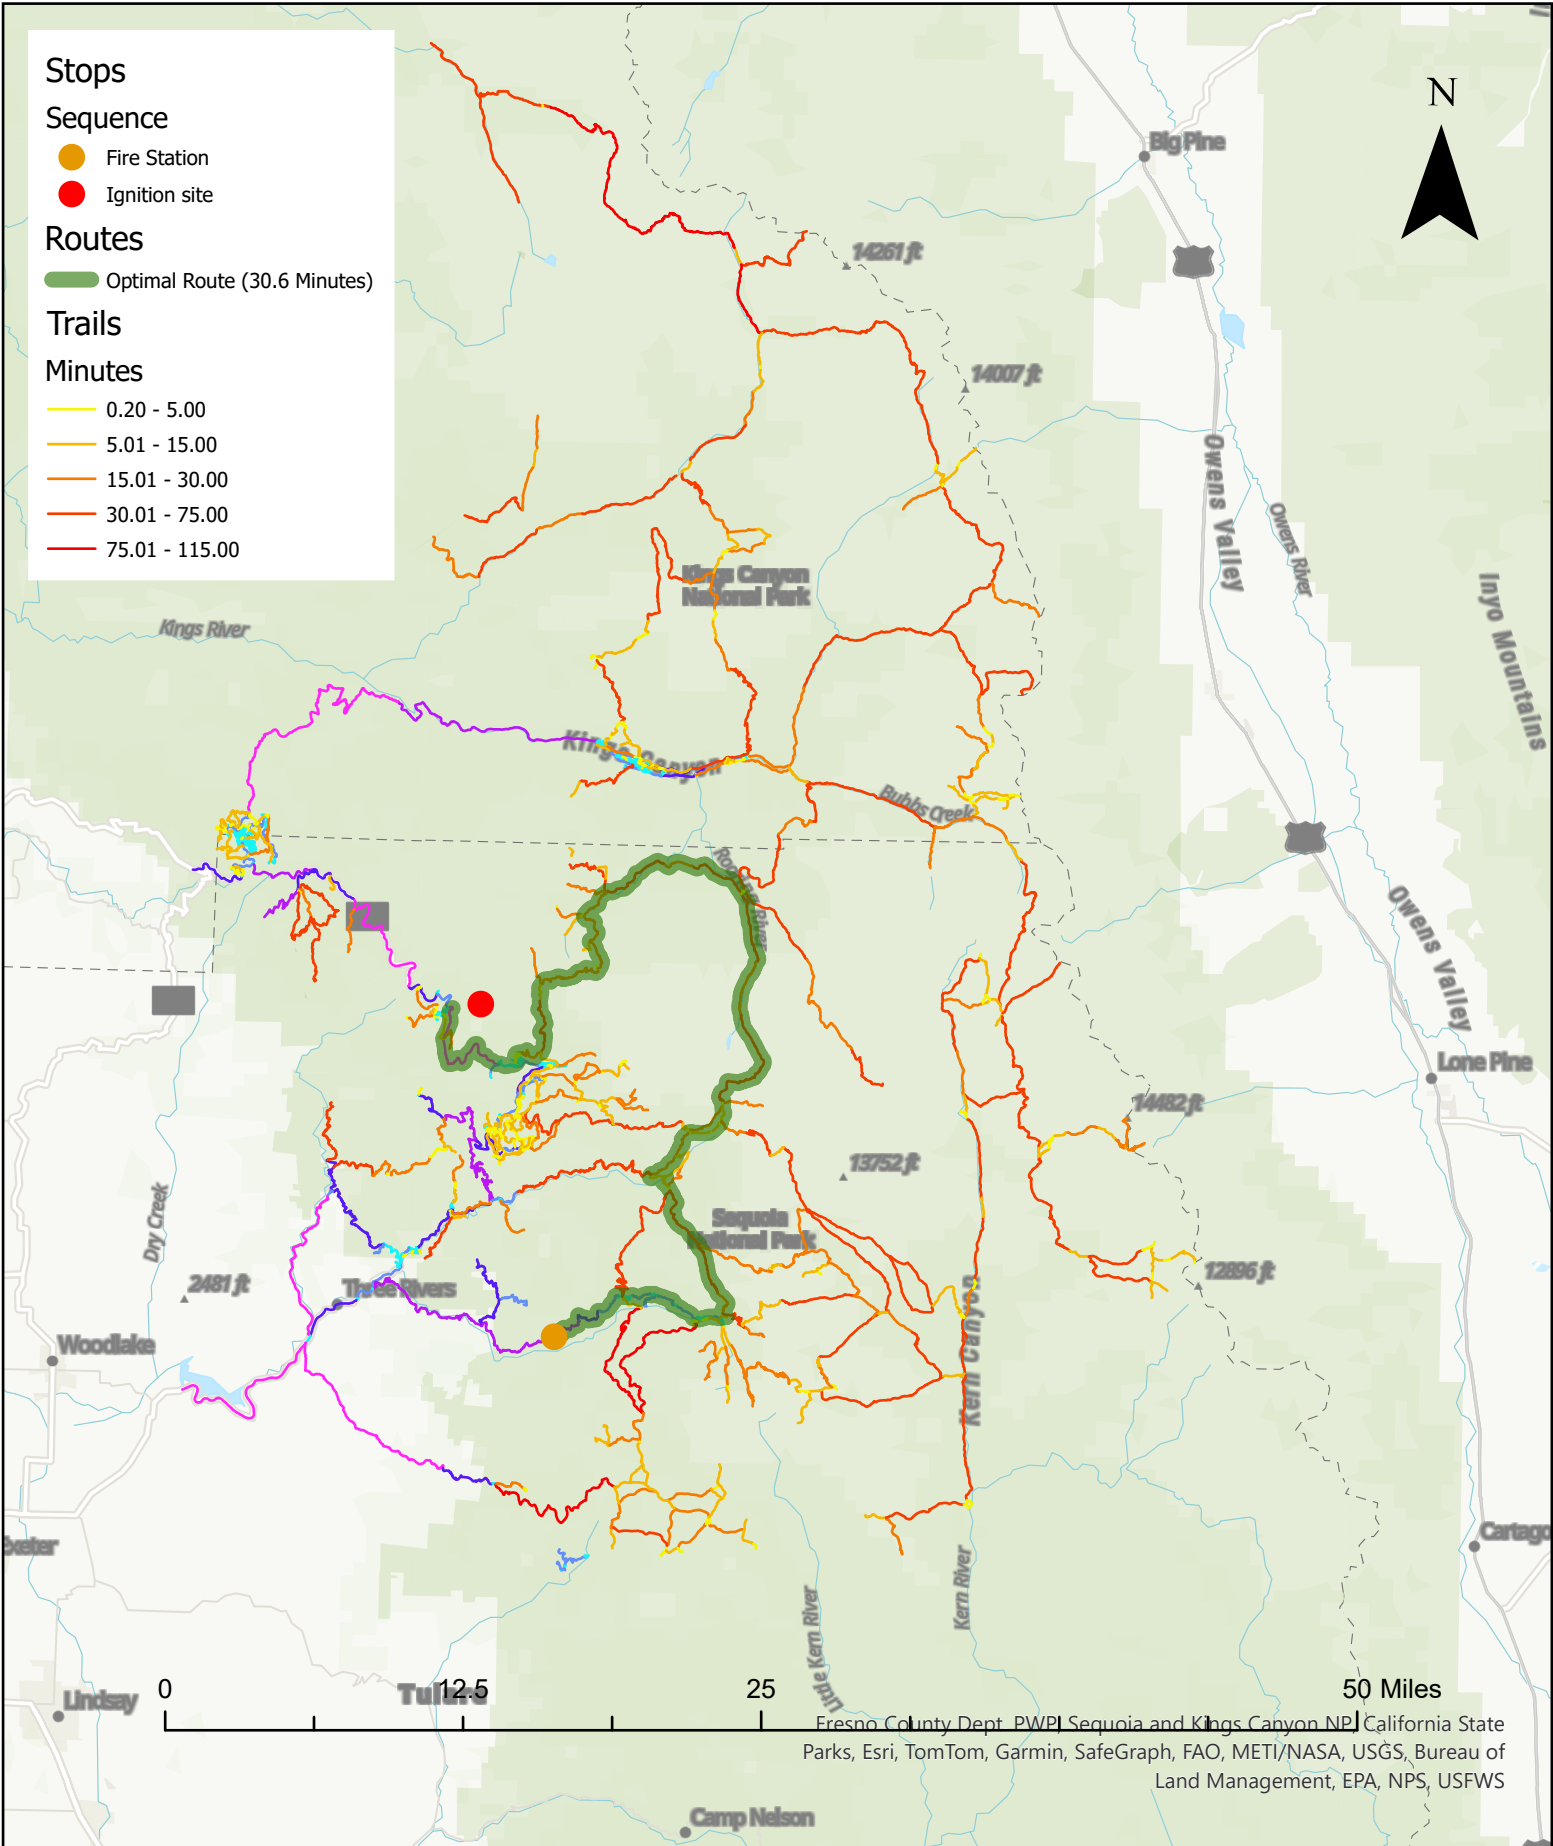 Stops
Sequence
Fire Station
Ignition site
Routes
Optimal Route (30.6 Minutes)
Trails
Minutes
0.20 - 5.00
5.01 - 15.00
15.01 - 30.00
30.01 - 75.00
75.01 - 115.00
N
Big Pine
14261 ft
14007 ft
Owens Valley
Owens River
Inyo Mountains
Kings Canyon
National Park
Kings River
Kings Canyon
Bubbs Creek
Roaring River
Owens Valley
Lone Pine
14482 ft
13752 ft
Sequoia
National Park
Dry Creek
2481 ft
Three Rivers
12896 ft
Woodlake
Kern Canyon
Exeter
Cartago
Kern River
Little Kern River
Lindsay
Tulare
0
12.5
25
50 Miles
Fresno County Dept. PWP, Sequoia and Kings Canyon NP, California State
Parks, Esri, TomTom, Garmin, SafeGraph, FAO, METI/NASA, USGS, Bureau of
Land Management, EPA, NPS, USFWS
Camp Nelson